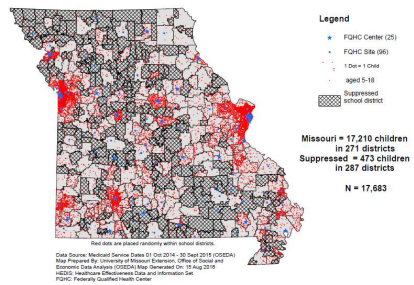 Legend
FQHC Center (25)
FQHC Site (96)
1 Dot = 1 Child
aged 5-18
Suppressed
school district
Missouri = 17,210 children
in 271 districts
Suppressed = 473 children
in 287 districts
N = 17,683
Red dots are placed randomly within school districts.
Data Source: Medicaid Service Dates 01 Oct 2014 - 30 Sept 2015 (OSEDA)
Map Prepared By: University of Missouri Extension, Office of Social and
Economic Data Analysis (OSEDA) Map Generated On: 15 Aug 2016
HEDIS: Healthcare Effectiveness Data and Information Set
FQHC: Federally Qualified Health Center